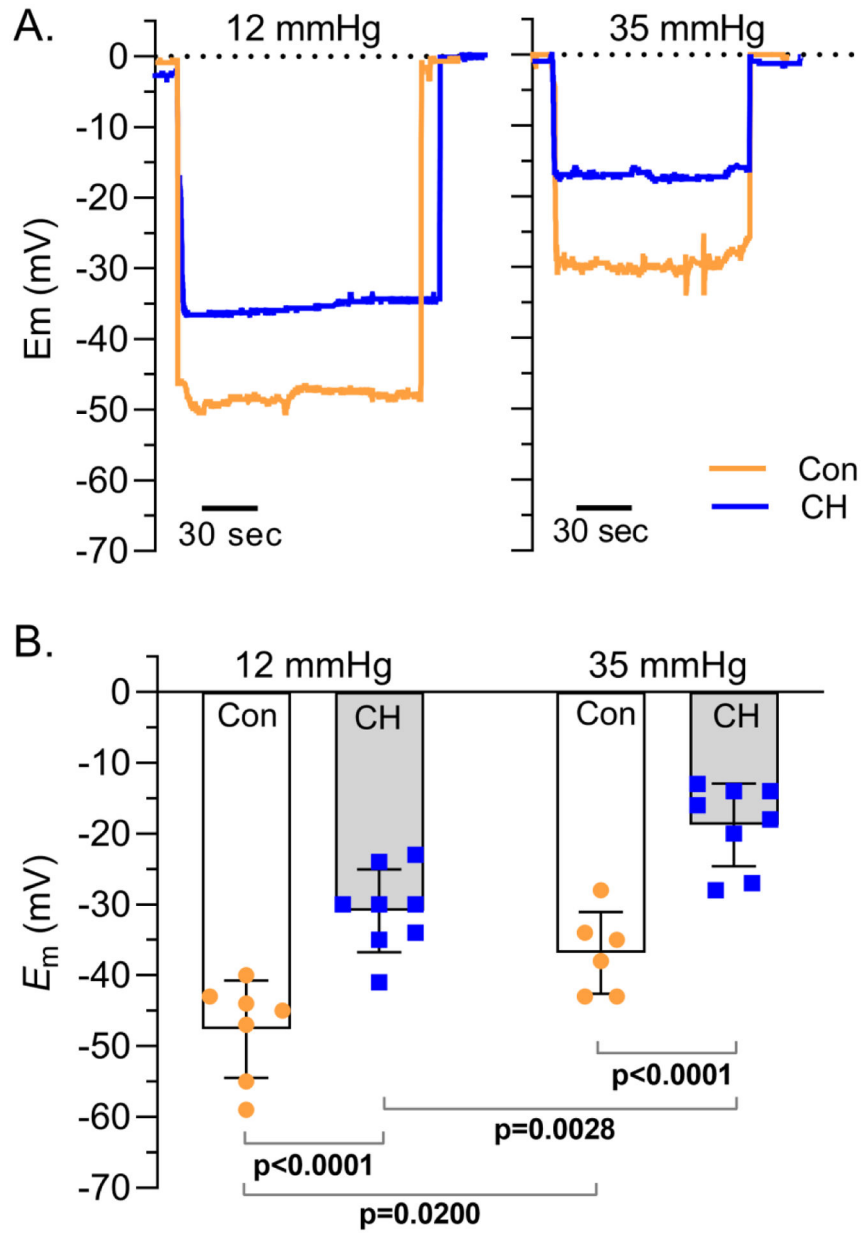 A.
12 mmHg
35 mmHg
0
-10
-20
-30
-40
-50
-60
-70
Em (mV)
30 sec
30 sec
Con
CH
B.
12 mmHg
35 mmHg
0
-10
-20
-30
-40
-50
-60
-70
Em (mV)
Con
CH
Con
CH
p<0.0001
p=0.0028
p<0.0001
p=0.0200